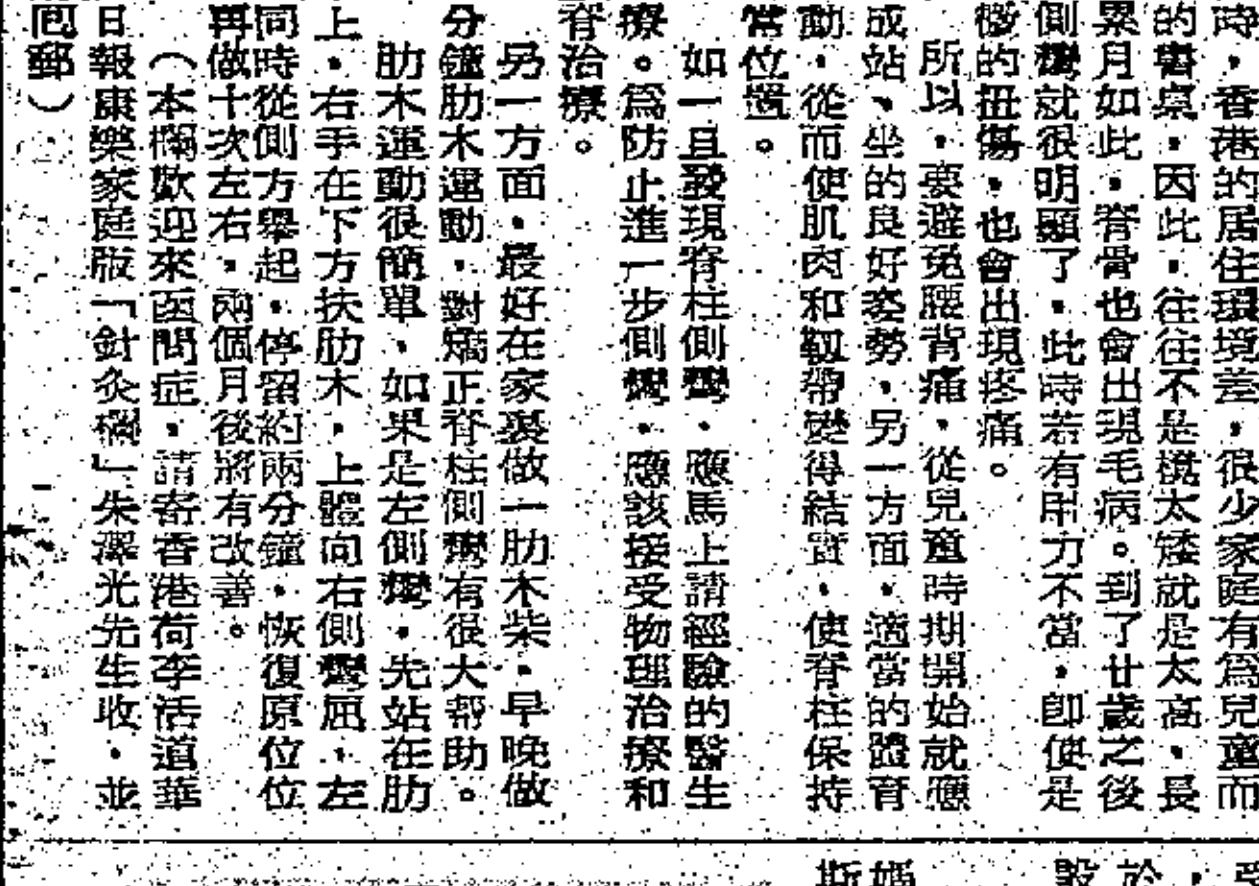 時，香港的居住環境差，很少家庭有爲兒童而
的書桌，因此，往往不是櫈太矮就是太高，長
累月如此，脊骨也會出現毛病。到了廿歲之後
側彎就很明顯了，此時若有用力不當，即使是
的扭傷，也會出現疼痛。
所以，要避免腰背痛，從兒童時期開始就應
成站、坐的良好姿勢，另一方面，適當的體育
動，從而使肌肉和韌帶變得結實，使脊柱保持
常位置。
如一旦發現脊柱側彎，應馬上請經驗的醫生
療。爲防止進一步側彎，應該接受物理治療和
脊治療。
另一方面，最好在家裏做一肋木柴，早晚做
分鐘肋木運動，對矯正脊柱側彎有很大帮助。
肋木運動很簡單，如果是左側彎，先站在肋
上，右手在下方扶肋木，上體向右側彎屈，左
同時從側方舉起，停留約兩分鐘，恢復原位位
再做十次左右，兩個月後將有改善。
（本欄歡迎來函問症，請寄香港荷李活道華
日報康樂家庭版「針灸欄」朱澤光先生收，並
回郵）
媽
斯
於